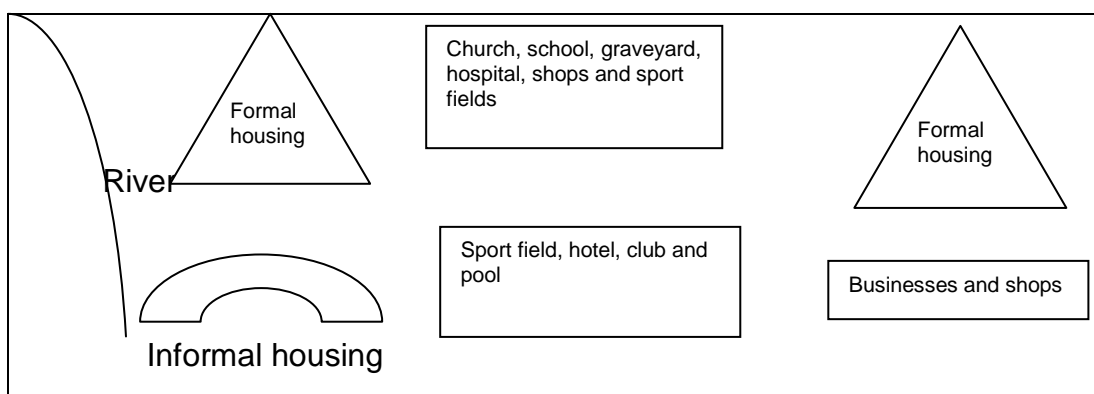 Church, school, graveyard,
hospital, shops and sport
fields
Formal
housing
Formal
housing
River
Sport field, hotel, club and
pool
Businesses and shops
Informal housing